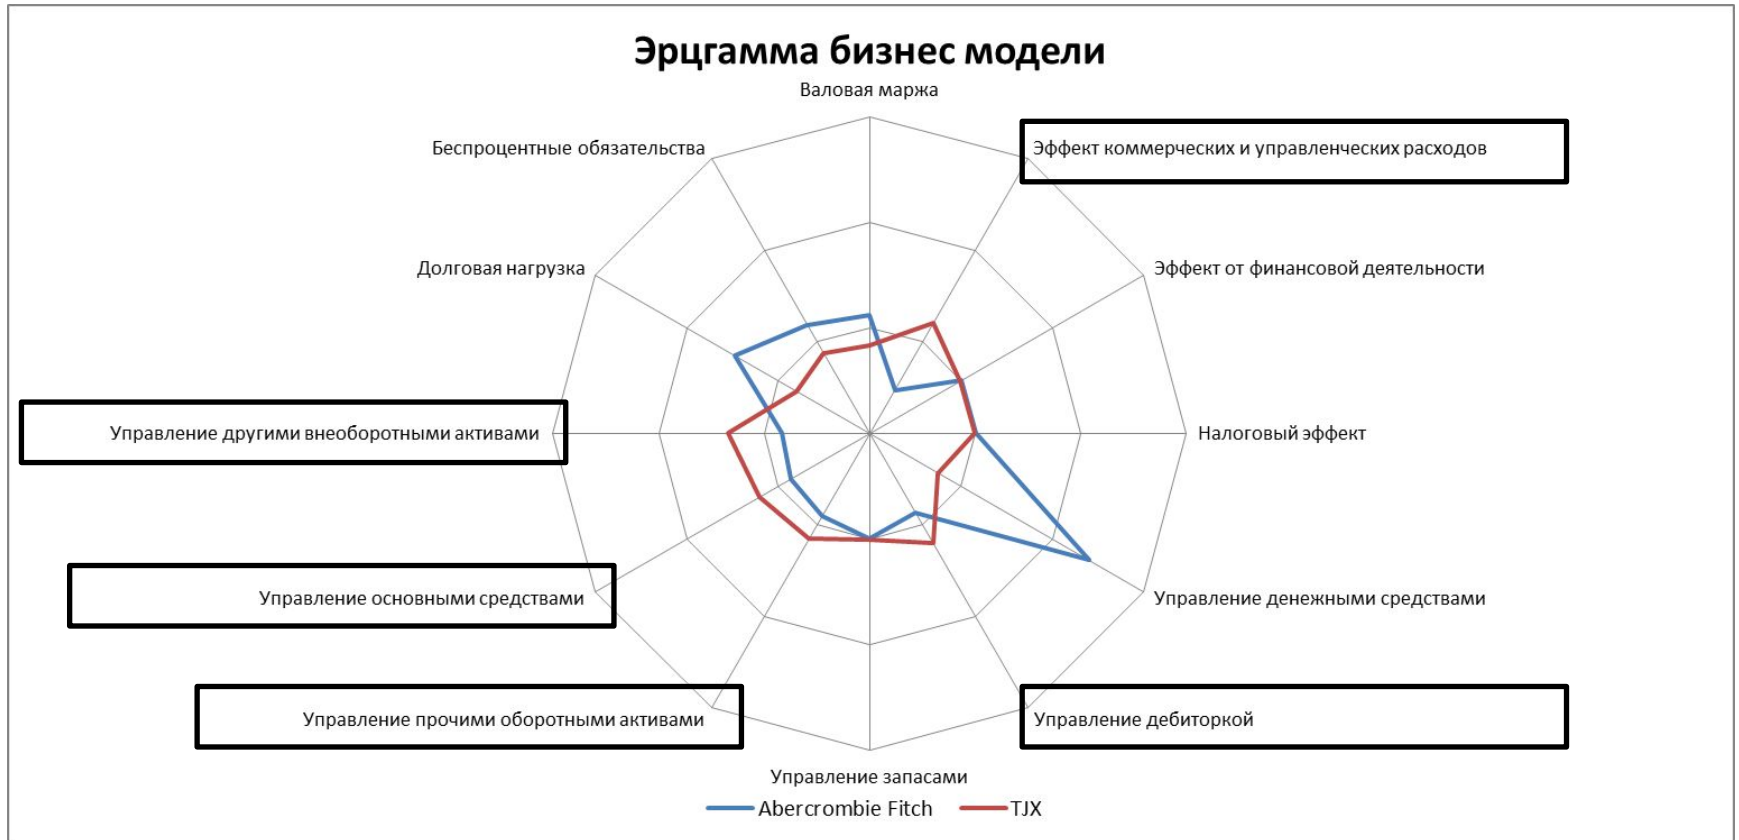 Эрцгамма бизнес модели
Валовая маржа
Беспроцентные обязательства
Эффект коммерческих и управленческих расходов
Долговая нагрузка
Эффект от финансовой деятельности
Управление другими внеоборотными активами
Налоговый эффект
Управление основными средствами
Управление денежными средствами
Управление прочими оборотными активами
Управление дебиторкой
Управление запасами
Abercrombie Fitch
TJX